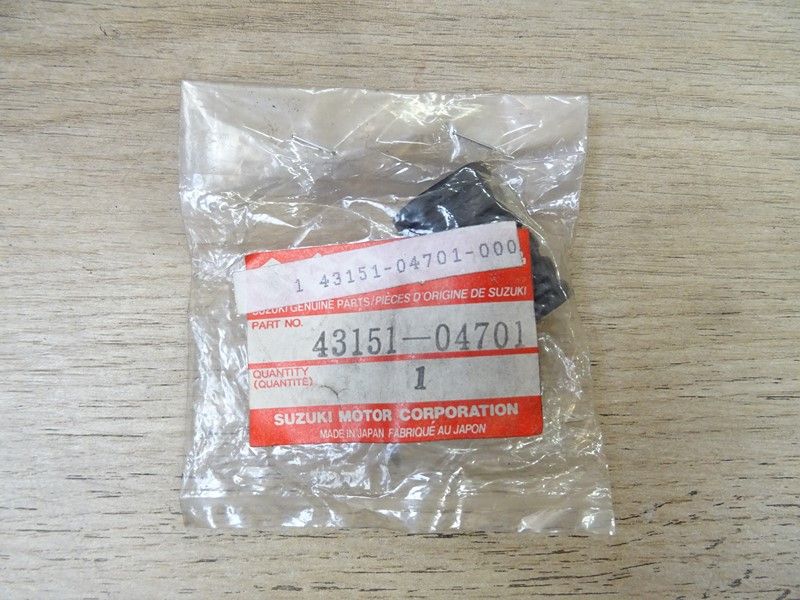 1 43151-04701-000
SUZUKI GENUINE PARTS/PIÈCES D'ORIGINE DE SUZUKI
PART NO.
43151-04701
QUANTITY
(QUANTITÉ)
1
SUZUKI MOTOR CORPORATION
MADE IN JAPAN FABRIQUÉ AU JAPON